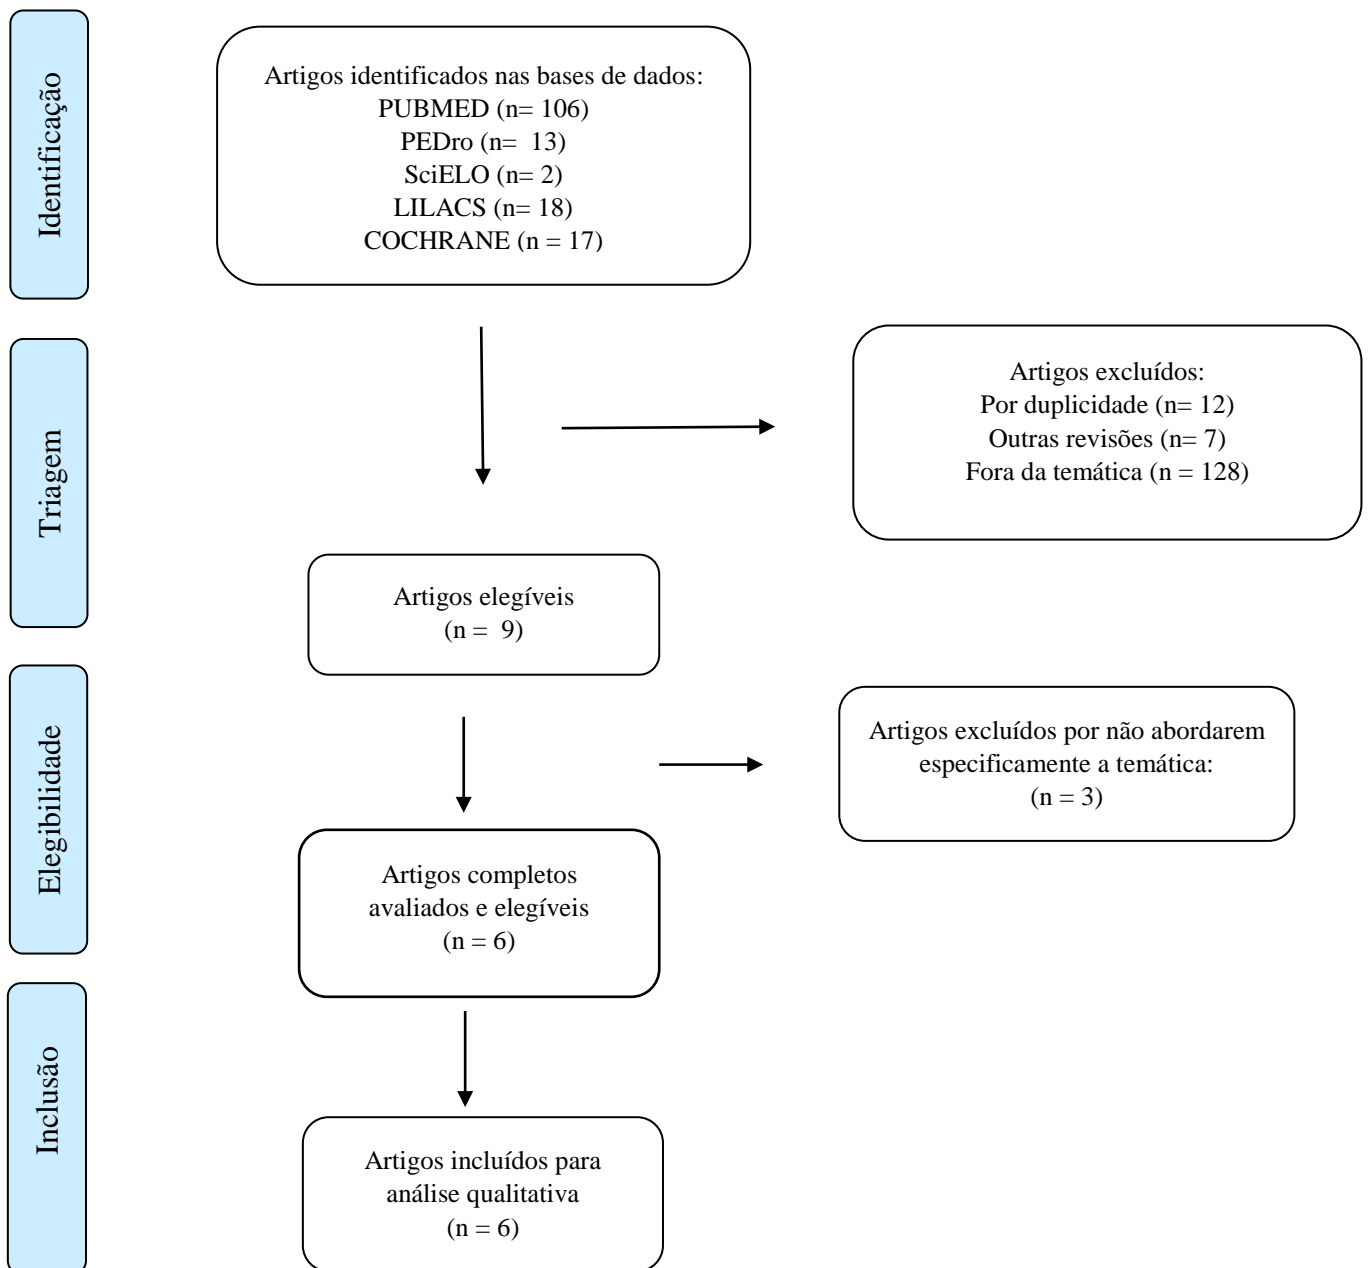 Identificação
Artigos identificados nas bases de dados:
PUBMED (n= 106)
PEDro (n=  13)
SciELO (n= 2)
LILACS (n= 18)
COCHRANE (n = 17)
Triagem
Artigos excluídos:
Por duplicidade (n= 12)
Outras revisões (n= 7)
Fora da temática (n = 128)
Artigos elegíveis
(n =  9)
Elegibilidade
Artigos excluídos por não abordarem
especificamente a temática:
(n = 3)
Artigos completos
avaliados e elegíveis
(n = 6)
Inclusão
Artigos incluídos para
análise qualitativa
(n = 6)